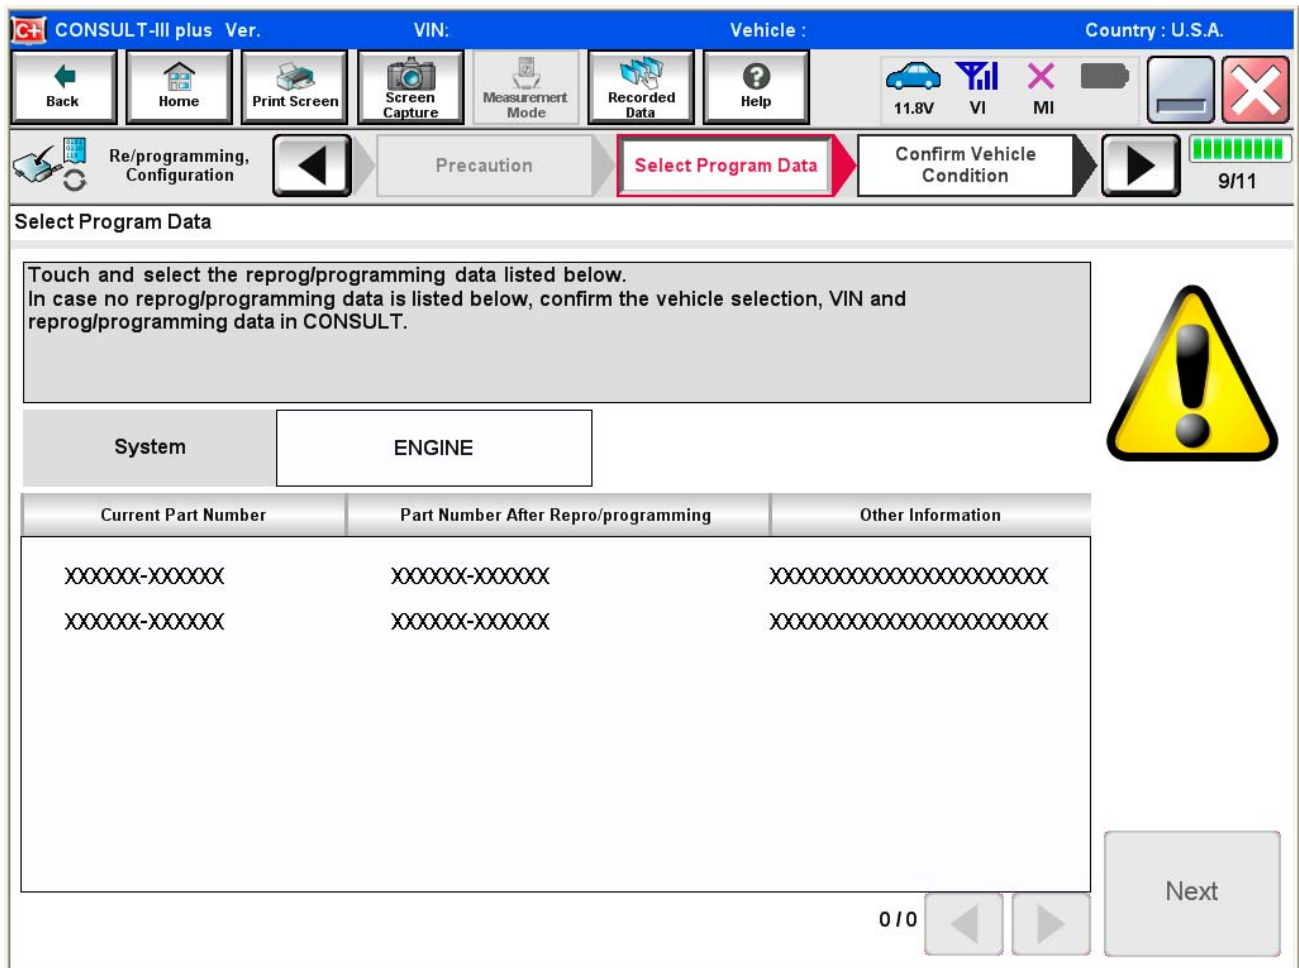 C+ CONSULT-III plus Ver. VIN: Vehicle : Country : U.S.A.
Back Home Print Screen Screen Capture Measurement Mode Recorded Data Help 11.8V VI MI
Re/programming, Configuration Precaution Select Program Data Confirm Vehicle Condition 9/11
Select Program Data
Touch and select the reprog/programming data listed below.
In case no reprog/programming data is listed below, confirm the vehicle selection, VIN and
reprog/programming data in CONSULT.
System ENGINE
Current Part Number Part Number After Repro/programming Other Information
XXXXXX-XXXXXX XXXXXX-XXXXXX XXXXXXXXXXXXXXXXXXXXXX
XXXXXX-XXXXXX XXXXXX-XXXXXX XXXXXXXXXXXXXXXXXXXXXX
Next
0/0